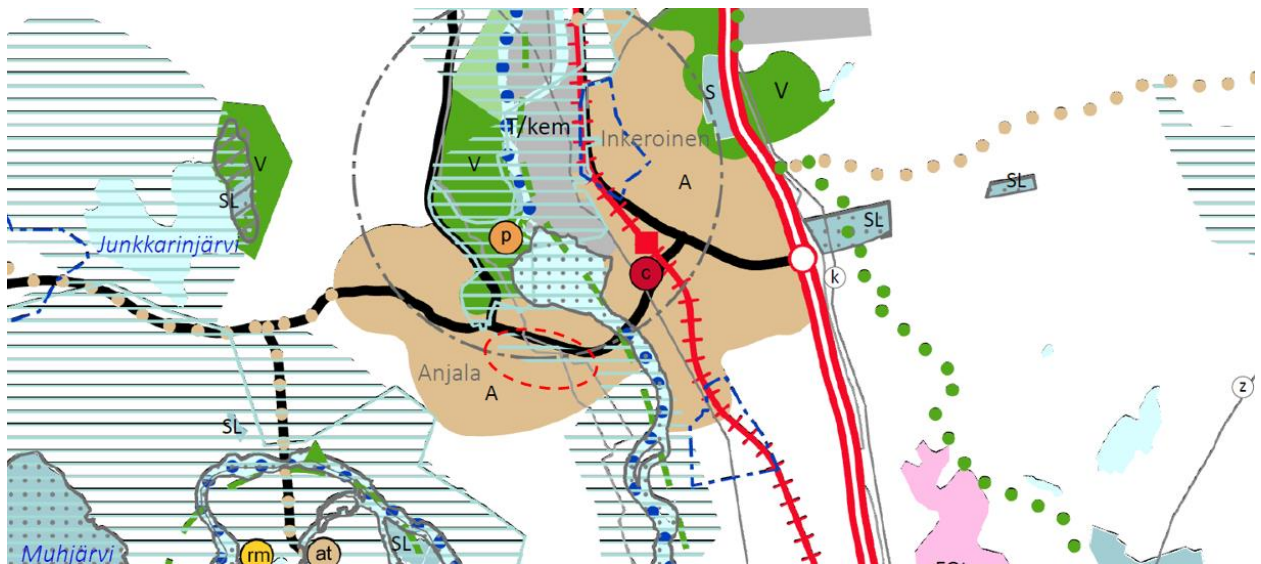 S
V
T/kem
Inkeroinen
V
V
A
SL
SL
SL
Junkkarinjärvi
p
c
k
Anjala
A
z
SL
SL
Muhjärvi
rm
at